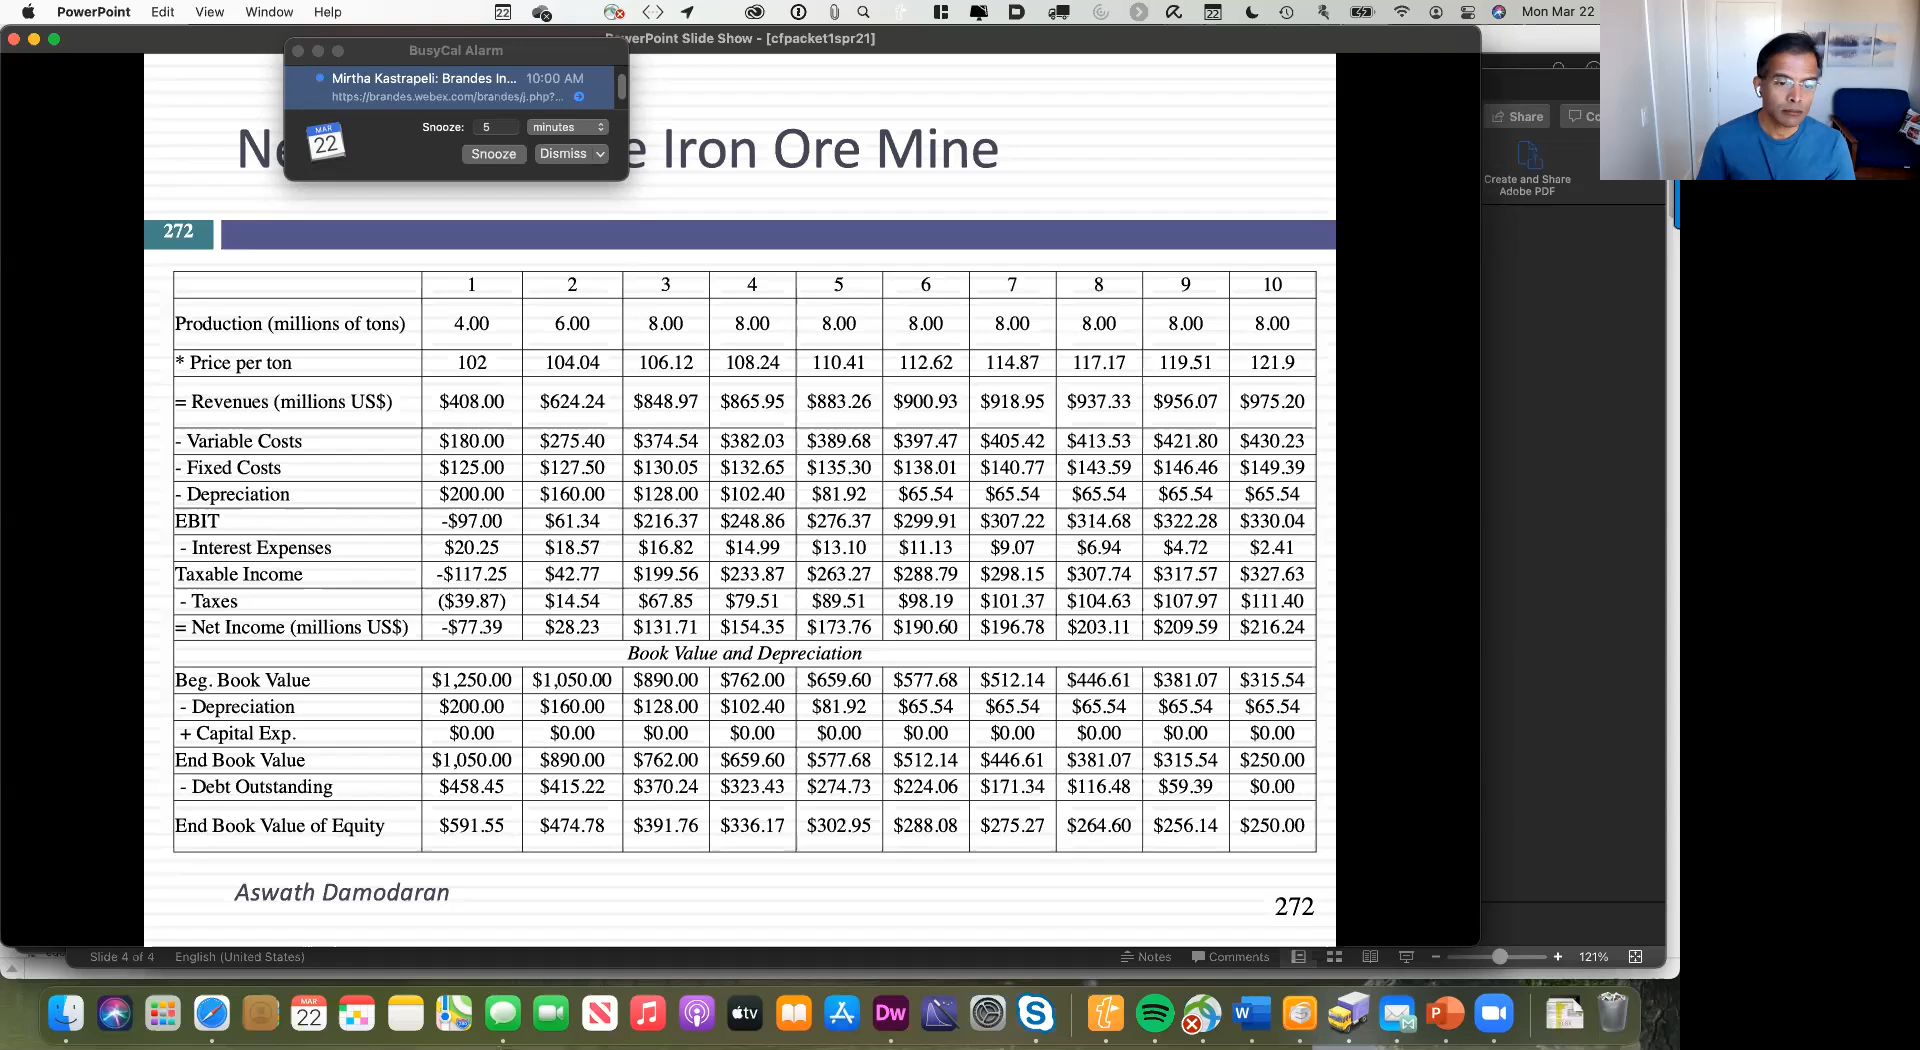 PowerPoint Edit View Window Help 22 22 Mon Mar 22
PowerPoint Slide Show - [cfpacket1spr21]
BusyCal Alarm
Mirtha Kastrapeli: Brandes In... 10:00 AM
https://brandes.webex.com/brandes/j.php?...
MAR
22
Snooze: 5 minutes
Snooze Dismiss
e Iron Ore Mine
Share
Create and Share
Adobe PDF
272
1 2 3 4 5 6 7 8 9 10
Production (millions of tons) 4.00 6.00 8.00 8.00 8.00 8.00 8.00 8.00 8.00 8.00
* Price per ton 102 104.04 106.12 108.24 110.41 112.62 114.87 117.17 119.51 121.9
= Revenues (millions US$) $408.00 $624.24 $848.97 $865.95 $883.26 $900.93 $918.95 $937.33 $956.07 $975.20
- Variable Costs $180.00 $275.40 $374.54 $382.03 $389.68 $397.47 $405.42 $413.53 $421.80 $430.23
- Fixed Costs $125.00 $127.50 $130.05 $132.65 $135.30 $138.01 $140.77 $143.59 $146.46 $149.39
- Depreciation $200.00 $160.00 $128.00 $102.40 $81.92 $65.54 $65.54 $65.54 $65.54 $65.54
EBIT -$97.00 $61.34 $216.37 $248.86 $276.37 $299.91 $307.22 $314.68 $322.28 $330.04
- Interest Expenses $20.25 $18.57 $16.82 $14.99 $13.10 $11.13 $9.07 $6.94 $4.72 $2.41
Taxable Income -$117.25 $42.77 $199.56 $233.87 $263.27 $288.79 $298.15 $307.74 $317.57 $327.63
- Taxes ($39.87) $14.54 $67.85 $79.51 $89.51 $98.19 $101.37 $104.63 $107.97 $111.40
= Net Income (millions US$) -$77.39 $28.23 $131.71 $154.35 $173.76 $190.60 $196.78 $203.11 $209.59 $216.24
Book Value and Depreciation
Beg. Book Value $1,250.00 $1,050.00 $890.00 $762.00 $659.60 $577.68 $512.14 $446.61 $381.07 $315.54
- Depreciation $200.00 $160.00 $128.00 $102.40 $81.92 $65.54 $65.54 $65.54 $65.54 $65.54
+ Capital Exp. $0.00 $0.00 $0.00 $0.00 $0.00 $0.00 $0.00 $0.00 $0.00 $0.00
End Book Value $1,050.00 $890.00 $762.00 $659.60 $577.68 $512.14 $446.61 $381.07 $315.54 $250.00
- Debt Outstanding $458.45 $415.22 $370.24 $323.43 $274.73 $224.06 $171.34 $116.48 $59.39 $0.00
End Book Value of Equity $591.55 $474.78 $391.76 $336.17 $302.95 $288.08 $275.27 $264.60 $256.14 $250.00
Aswath Damodaran
272
Slide 4 of 4 English (United States) Notes Comments 121%
MAR
22
tv
Dw
W
P